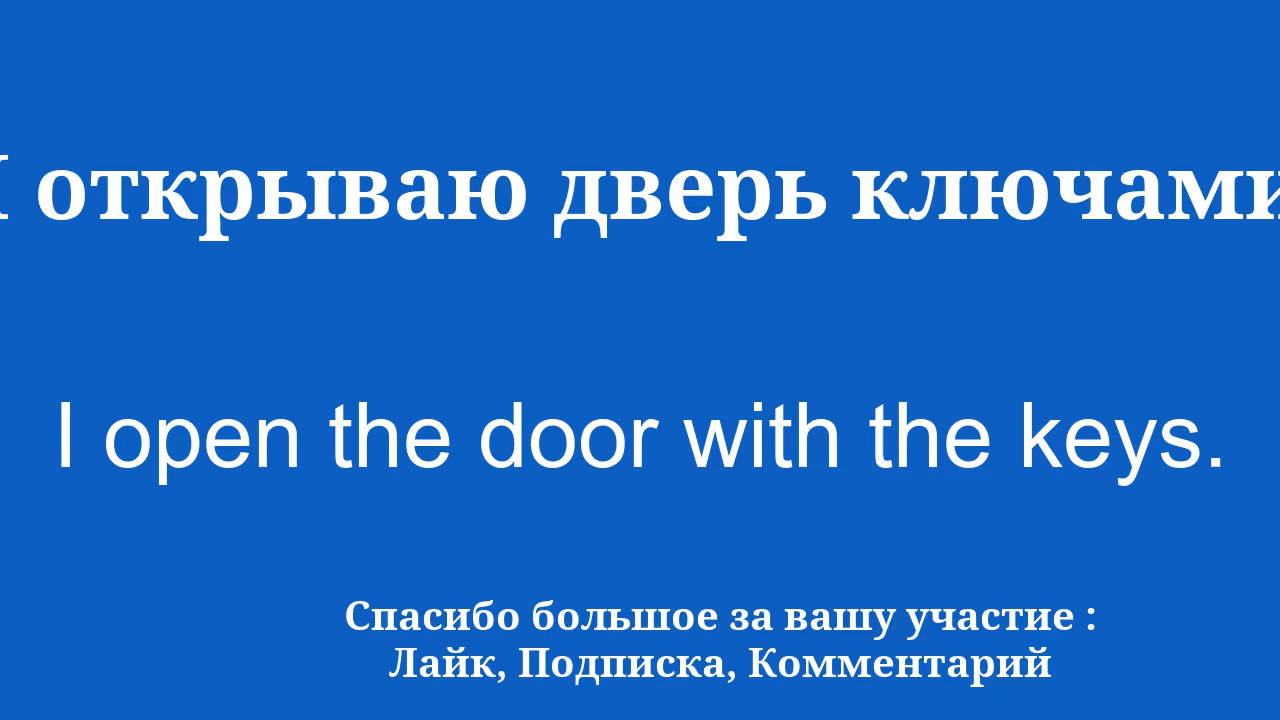 открываю дверь ключами
I open the door with the keys.
Спасибо большое за вашу участие :
Лайк, Подписка, Комментарий